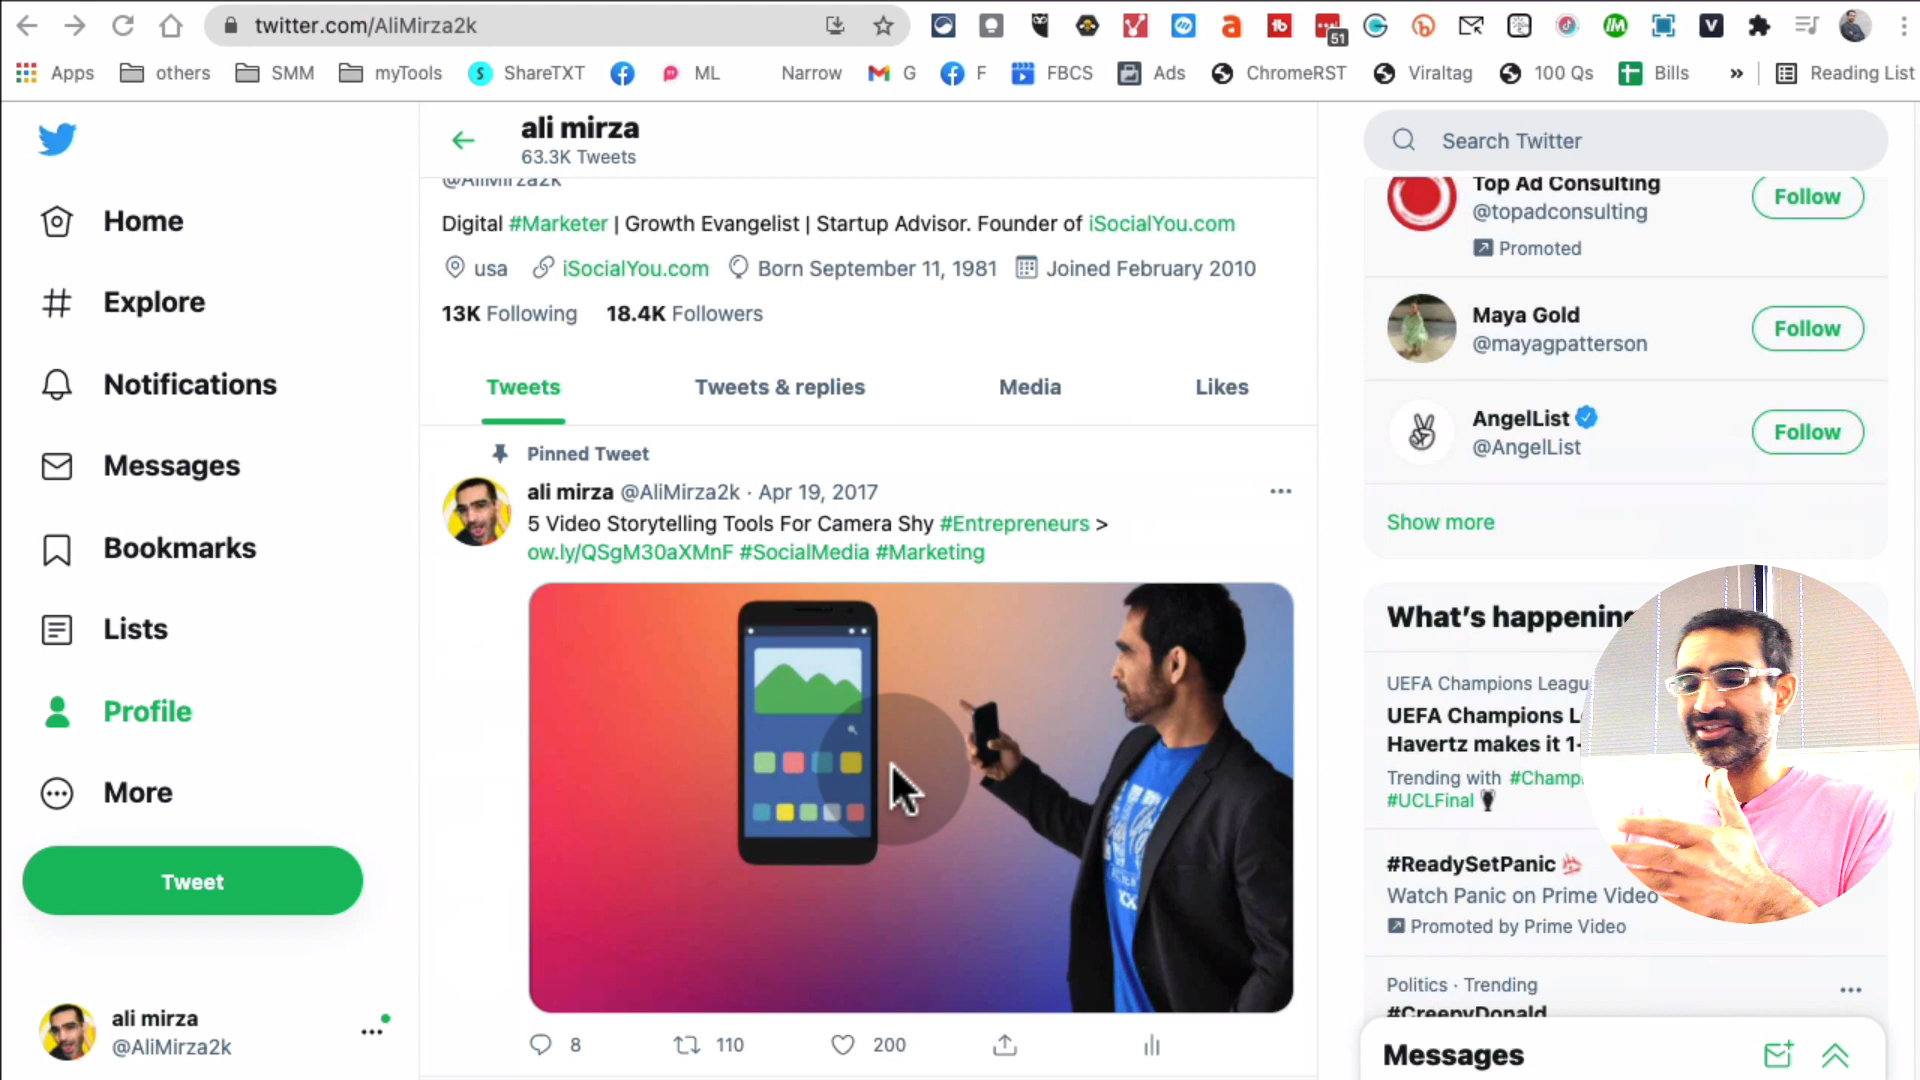 twitter.com/AliMirza2k
51
Apps
others
SMM
myTools
ShareTXT
ML
Narrow
G
F
FBCS
Ads
ChromeRST
Viraltag
100 Qs
Bills
»
Reading List
ali mirza
63.3K Tweets
@AliMirza2k
Digital #Marketer | Growth Evangelist | Startup Advisor. Founder of iSocialYou.com
usa iSocialYou.com Born September 11, 1981 Joined February 2010
13K Following 18.4K Followers
Tweets Tweets & replies Media Likes
Pinned Tweet
ali mirza @AliMirza2k · Apr 19, 2017
5 Video Storytelling Tools For Camera Shy #Entrepreneurs >
ow.ly/QSgM30aXMnF #SocialMedia #Marketing
8 110 200
Home
Explore
Notifications
Messages
Bookmarks
Lists
Profile
More
Tweet
ali mirza
@AliMirza2k
Search Twitter
Top Ad Consulting
@topadconsulting
Promoted
Follow
Maya Gold
@mayagpatterson
Follow
AngelList
@AngelList
Follow
Show more
What's happening
UEFA Champions Leagu
UEFA Champions L
Havertz makes it 1-
Trending with #Champi
#UCLFinal
#ReadySetPanic
Watch Panic on Prime Video
Promoted by Prime Video
Politics · Trending
#CreepyDonald
Messages